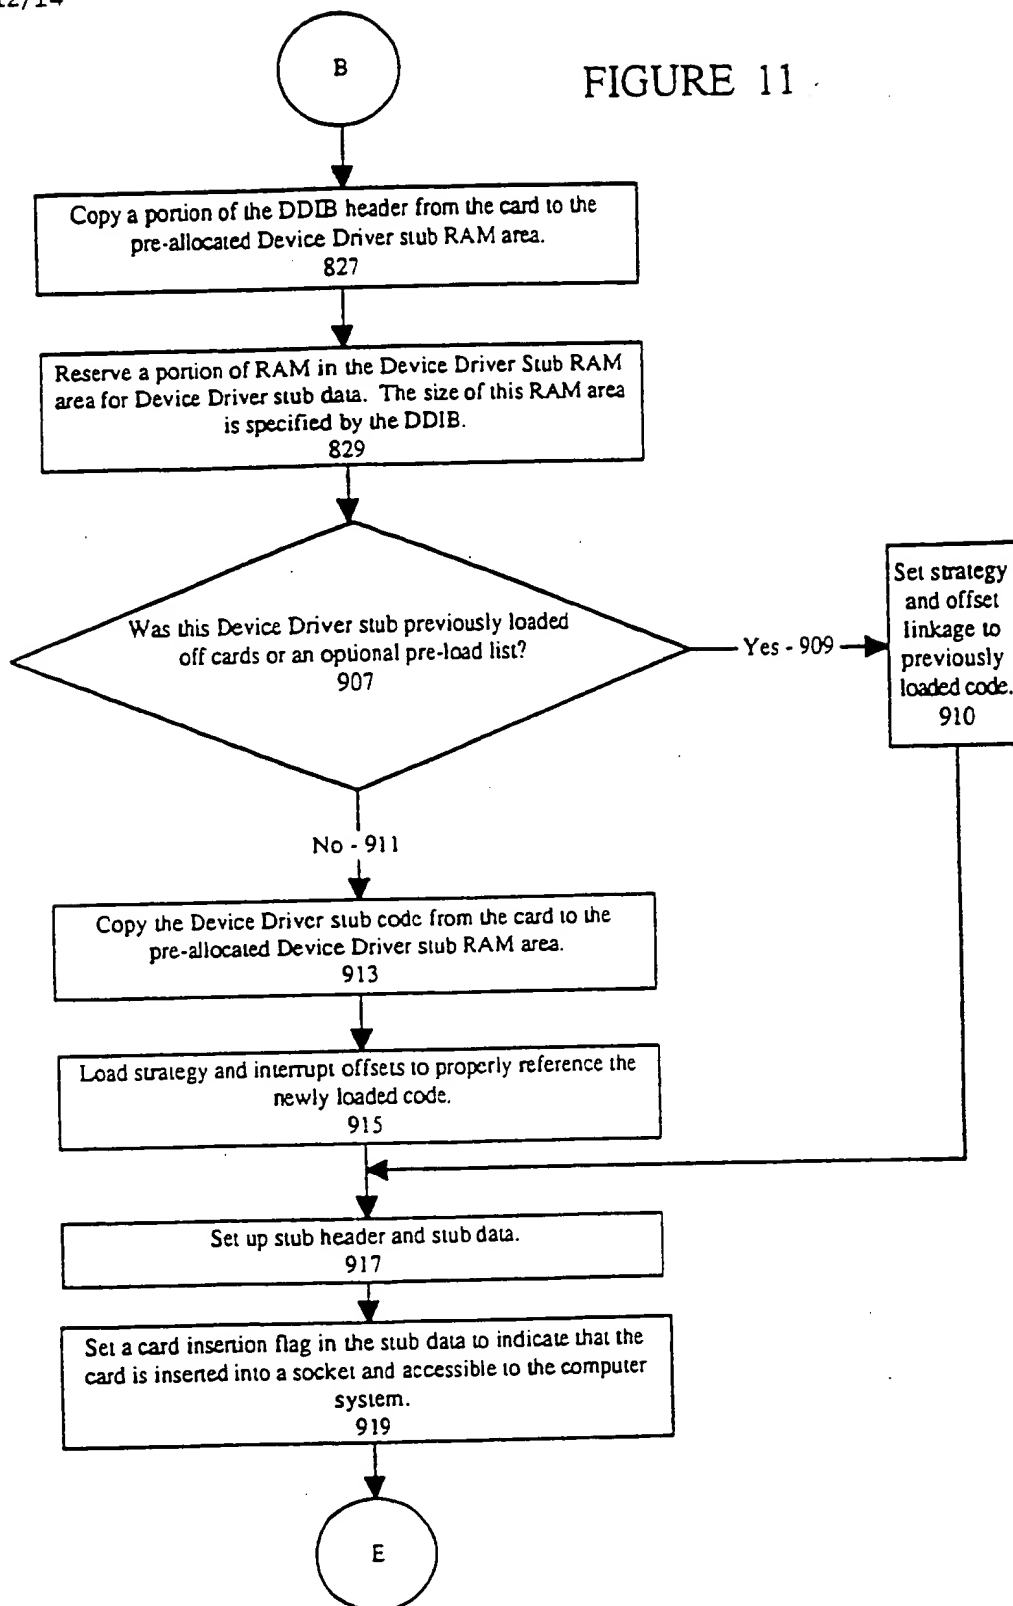 12/14
B
FIGURE 11
Copy a portion of the DDIB header from the card to the
pre-allocated Device Driver stub RAM area.
827
Reserve a portion of RAM in the Device Driver Stub RAM
area for Device Driver stub data. The size of this RAM area
is specified by the DDIB.
829
Was this Device Driver stub previously loaded
off cards or an optional pre-load list?
907
Yes - 909
Set strategy
and offset
linkage to
previously
loaded code.
910
No - 911
Copy the Device Driver stub code from the card to the
pre-allocated Device Driver stub RAM area.
913
Load strategy and interrupt offsets to properly reference the
newly loaded code.
915
Set up stub header and stub data.
917
Set a card insertion flag in the stub data to indicate that the
card is inserted into a socket and accessible to the computer
system.
919
E